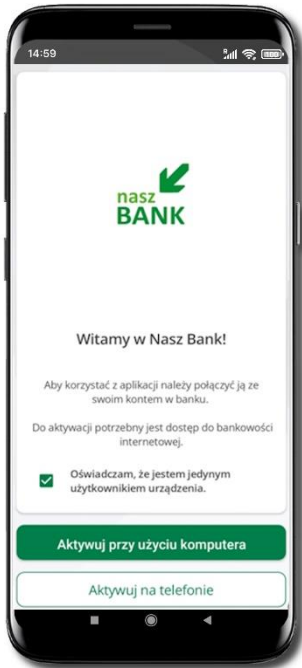 14:59
nasz
BANK
Witamy w Nasz Bank!
Aby korzystać z aplikacji należy połączyć ją ze
swoim kontem w banku.
Do aktywacji potrzebny jest dostęp do bankowości
internetowej.
Oświadczam, że jestem jedynym
użytkownikiem urządzenia.
Aktywuj przy użyciu komputera
Aktywuj na telefonie